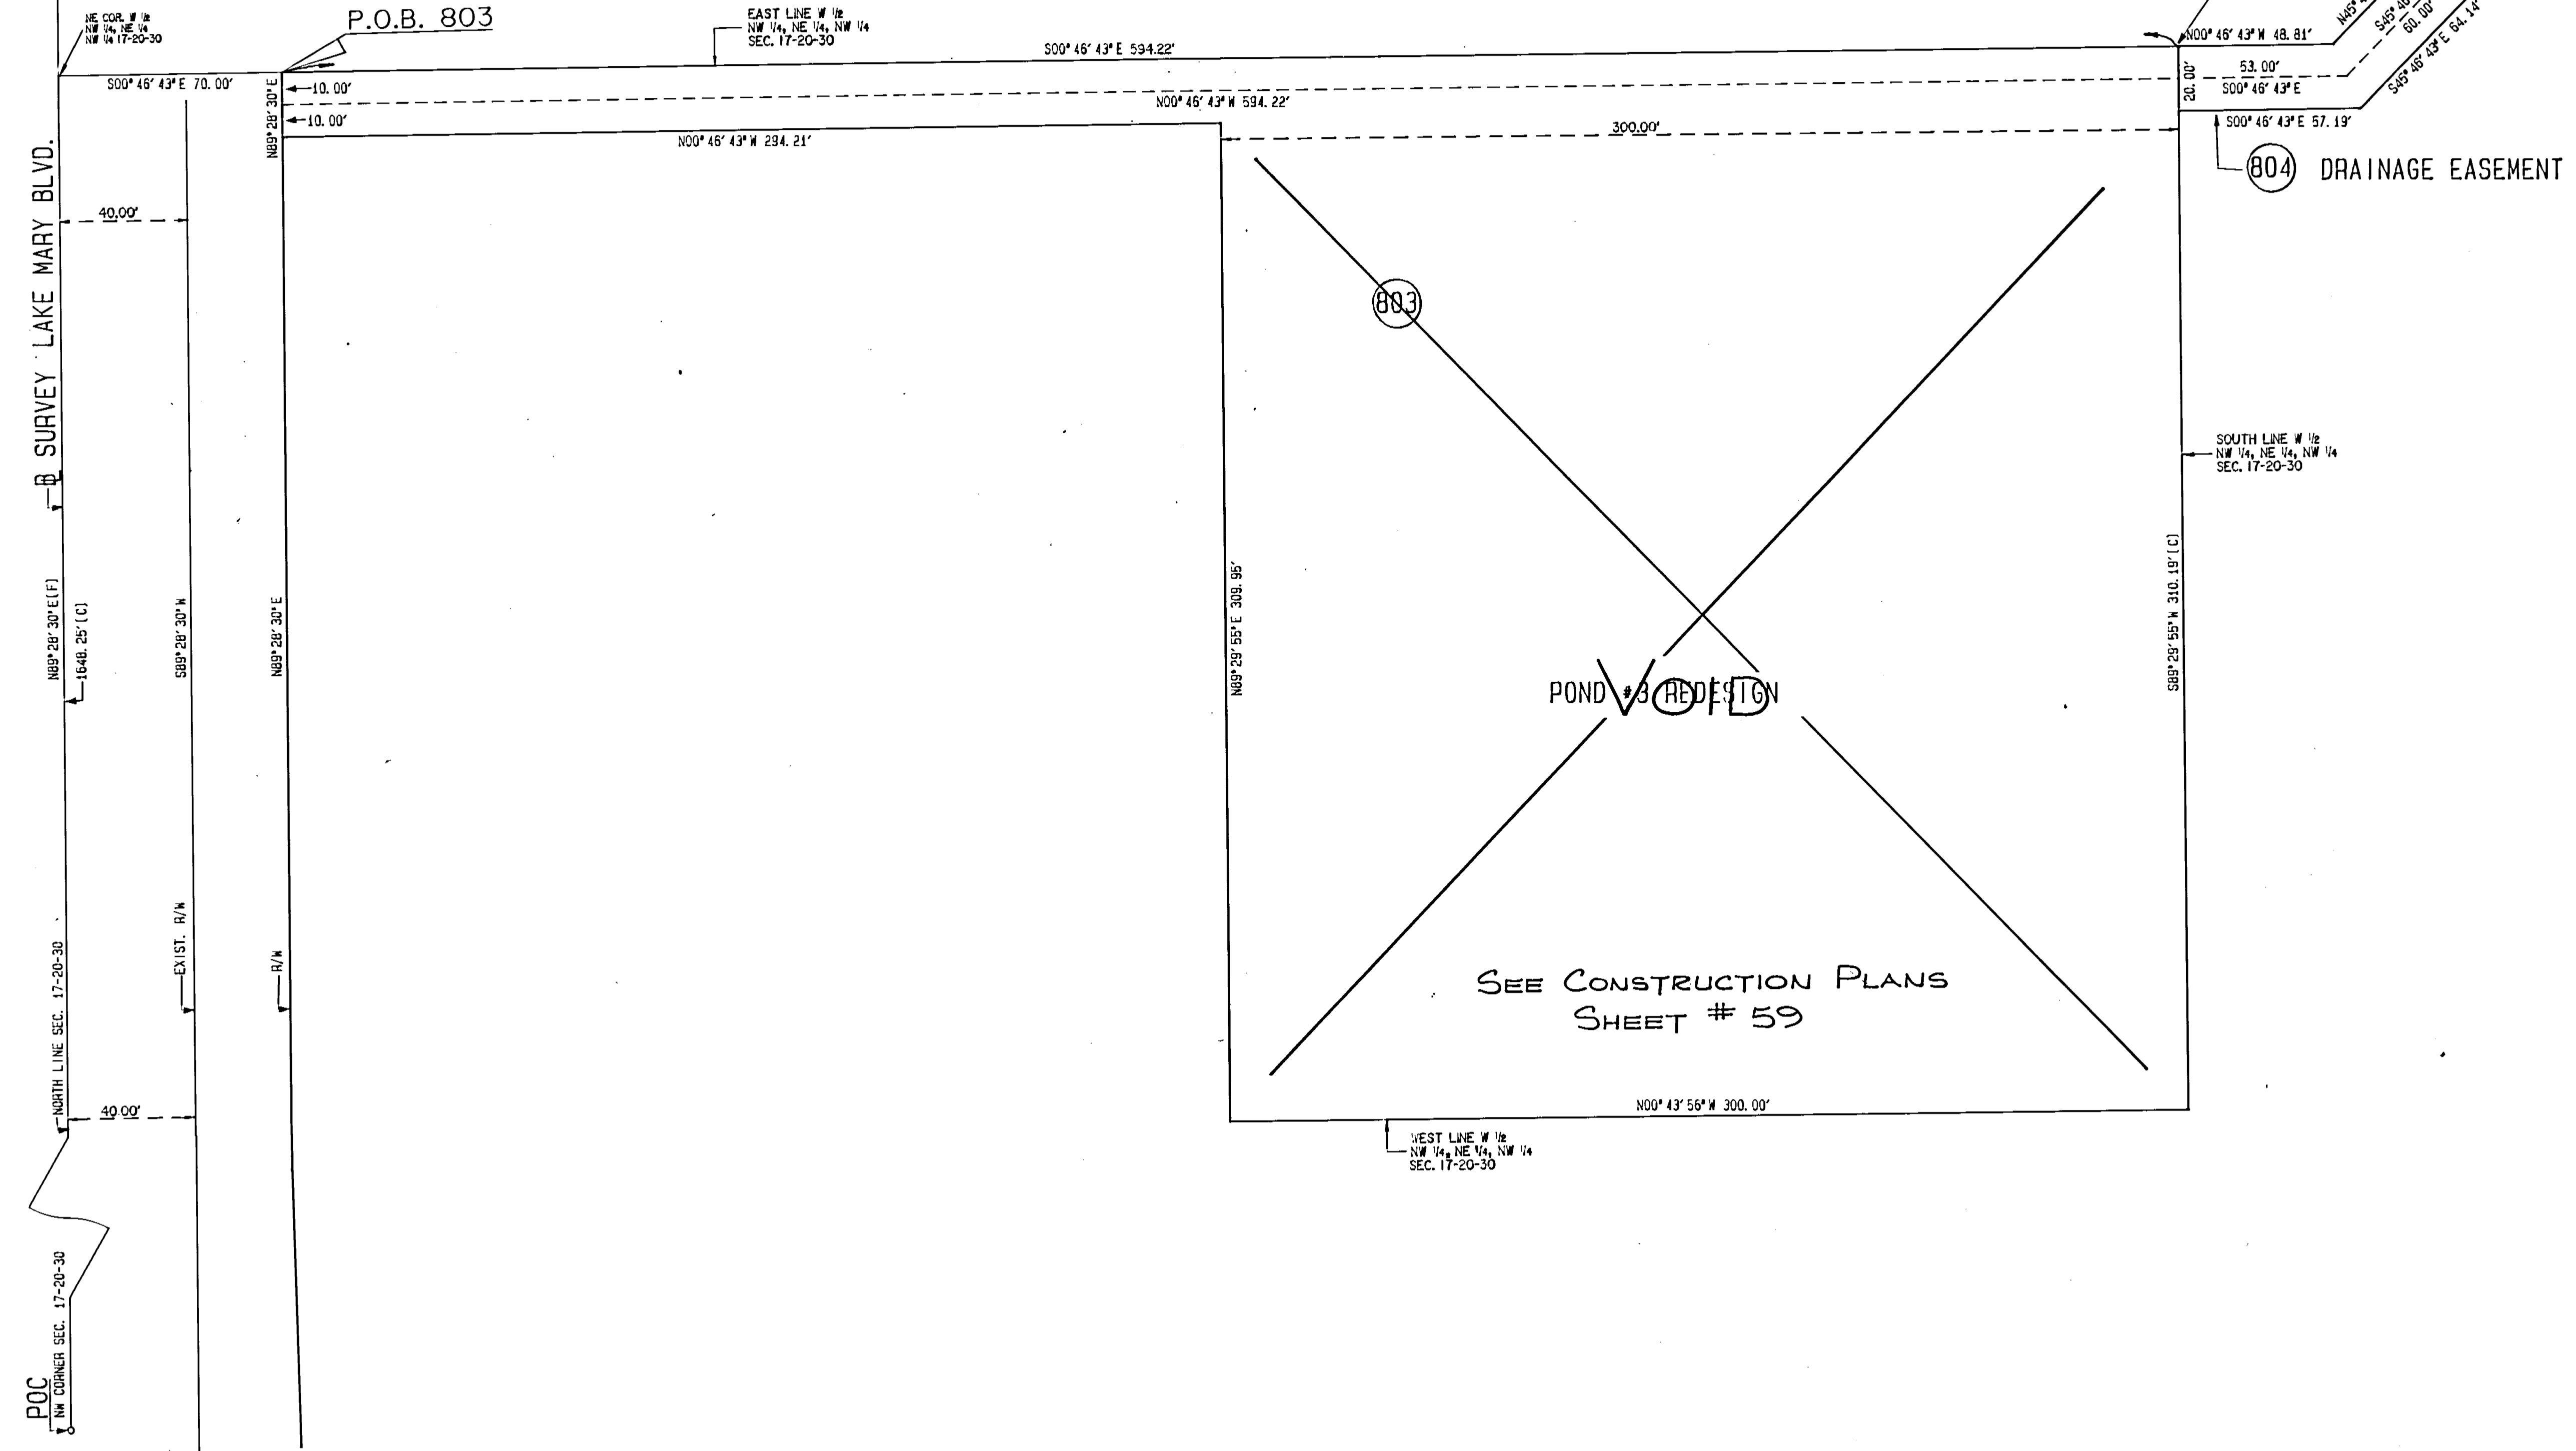 NE COR. W 1/2
NW 1/4, NE 1/4
NW 1/4 17-20-30
P.O.B. 803
EAST LINE W 1/2
NW 1/4, NE 1/4, NW 1/4
SEC. 17-20-30
S00° 46' 43" E 594.22'
N00° 46' 43" W 48.81'
S45° 46' 43" E 64.14'
60.00'
S00° 46' 43" E 70.00'
N89° 28' 30" E
10.00'
10.00'
N00° 46' 43" W 594.22'
20.00'
53.00'
S00° 46' 43" E
S00° 46' 43" E 57.19'
N00° 46' 43" W 294.21'
300.00'
804 DRAINAGE EASEMENT
B SURVEY LAKE MARY BLVD.
40.00'
803
SOUTH LINE W 1/2
NW 1/4, NE 1/4, NW 1/4
SEC. 17-20-30
N89° 28' 30" E(F)
1648.25' (C)
S89° 28' 30" W
N89° 28' 30" E
N89° 29' 55" E 309.95'
S89° 29' 55" W 310.19' (C)
POND #3 REDESIGN
VOID
NORTH LINE SEC. 17-20-30
EXIST. R/W
R/W
SEE CONSTRUCTION PLANS
SHEET # 59
40.00'
N00° 43' 56" W 300.00'
WEST LINE W 1/2
NW 1/4, NE 1/4, NW 1/4
SEC. 17-20-30
POC
NW CORNER SEC. 17-20-30